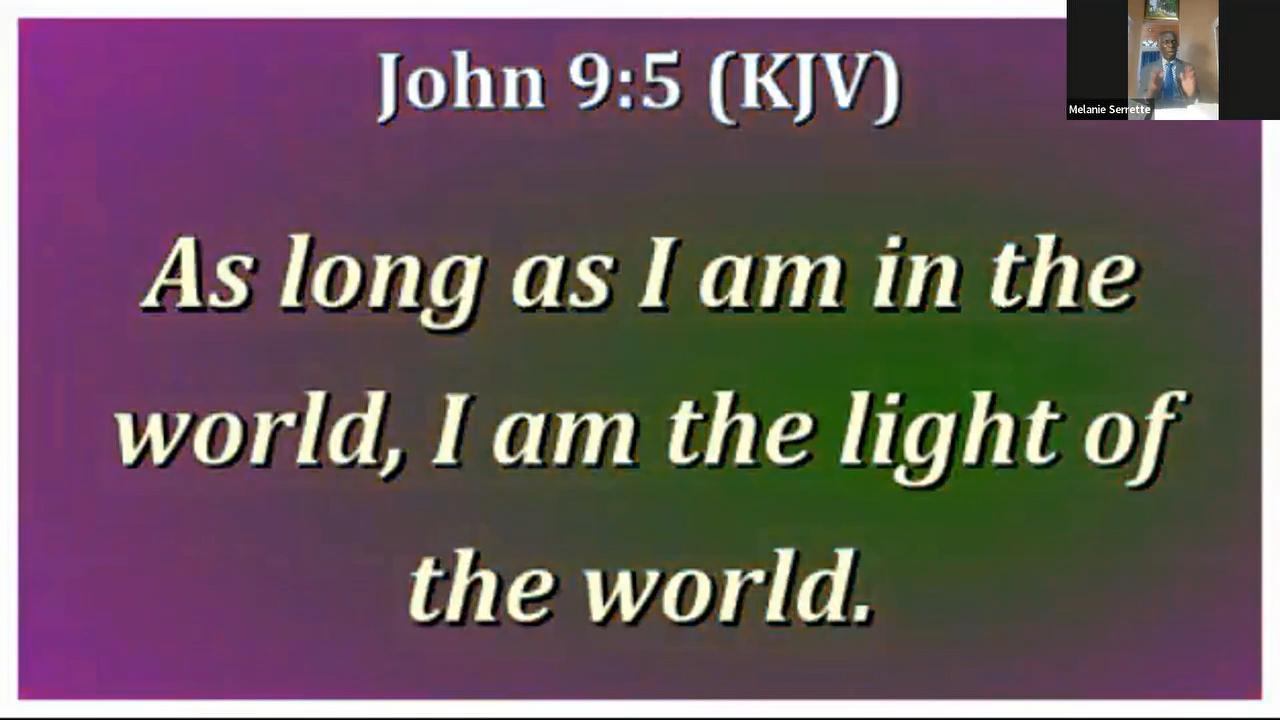 John 9:5 (KJV)
Melanie Serrette
As long as I am in the
world, I am the light of
the world.